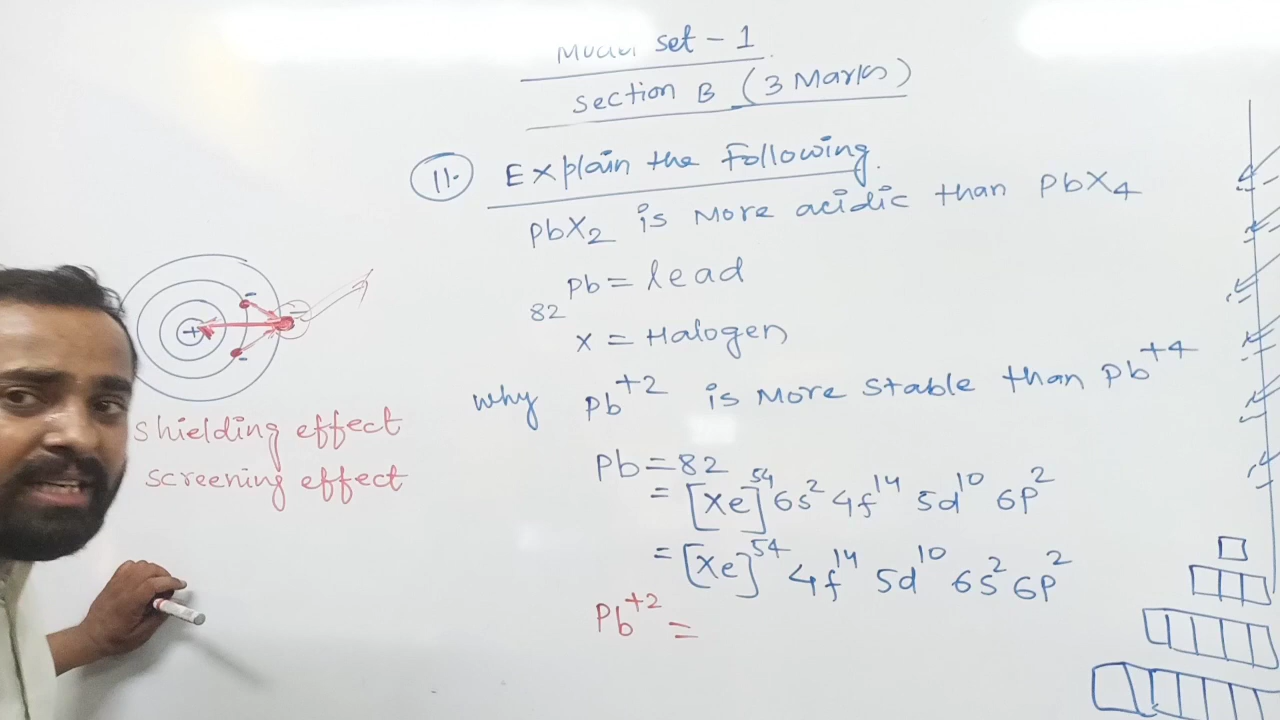 Model set - 1
Section B (3 Marks)
11. Explain the Following.
PbX₂ is More acidic than PbX₄
₈₂Pb = lead
x = Halogen
why Pb⁺² is More stable than Pb⁺⁴
Pb = 82
= [Xe]⁵⁴ 6s² 4f¹⁴ 5d¹⁰ 6p²
= [Xe]⁵⁴ 4f¹⁴ 5d¹⁰ 6s² 6p²
Pb⁺² =
+
-
-
-
shielding effect
screening effect